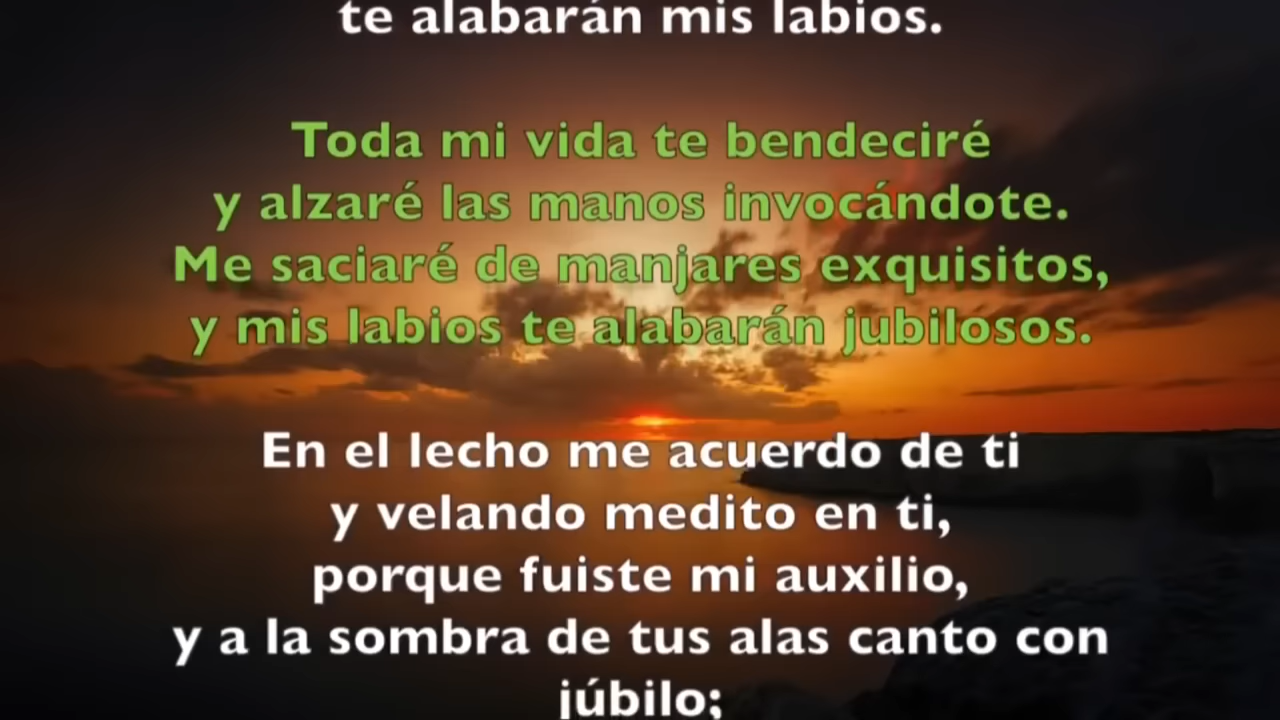 te alabarán mis labios.
Toda mi vida te bendeciré
y alzaré las manos invocándote.
Me saciaré de manjares exquisitos,
y mis labios te alabarán jubilosos.
En el lecho me acuerdo de ti
y velando medito en ti,
porque fuiste mi auxilio,
y a la sombra de tus alas canto con
júbilo;